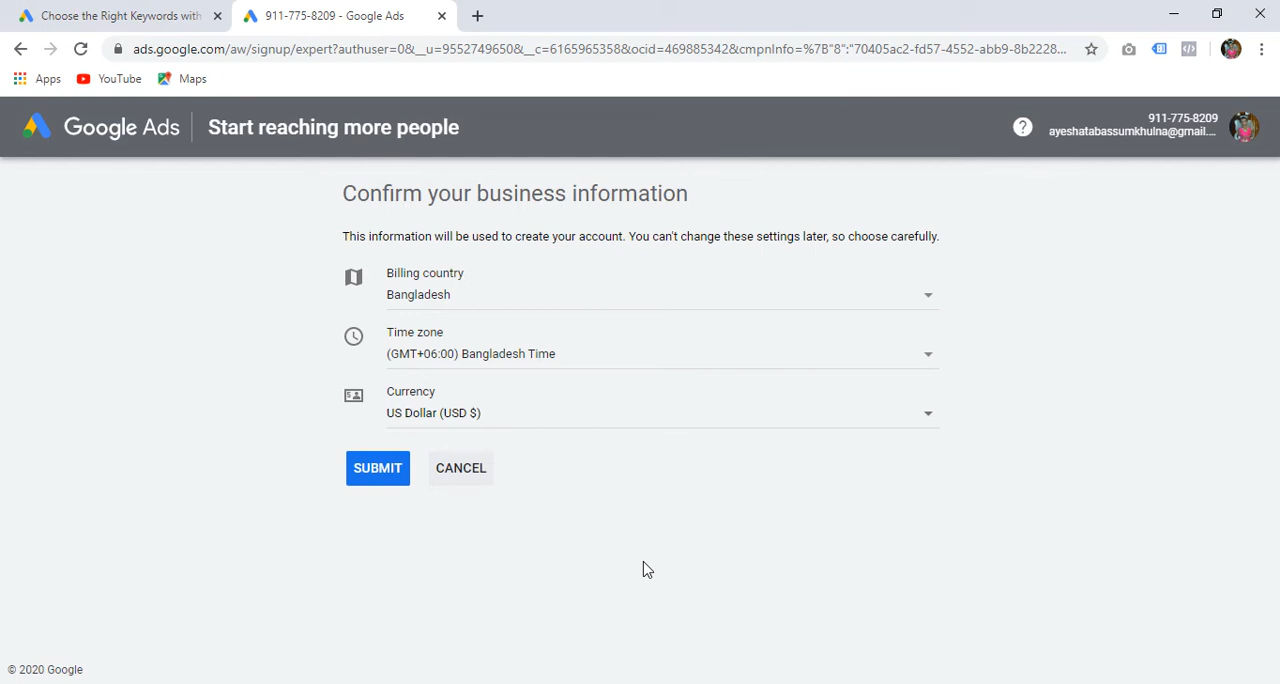 Choose the Right Keywords with
911-775-8209 - Google Ads
ads.google.com/aw/signup/expert?authuser=0&__u=9552749650&__c=6165965358&ocid=469885342&cmpnInfo=%7B"8":"70405ac2-fd57-4552-abb9-8b2228...
Apps
YouTube
Maps
Google Ads
Start reaching more people
911-775-8209
ayeshatabassumkhulna@gmail....
Confirm your business information
This information will be used to create your account. You can't change these settings later, so choose carefully.
Billing country
Bangladesh
Time zone
(GMT+06:00) Bangladesh Time
Currency
US Dollar (USD $)
SUBMIT
CANCEL
© 2020 Google